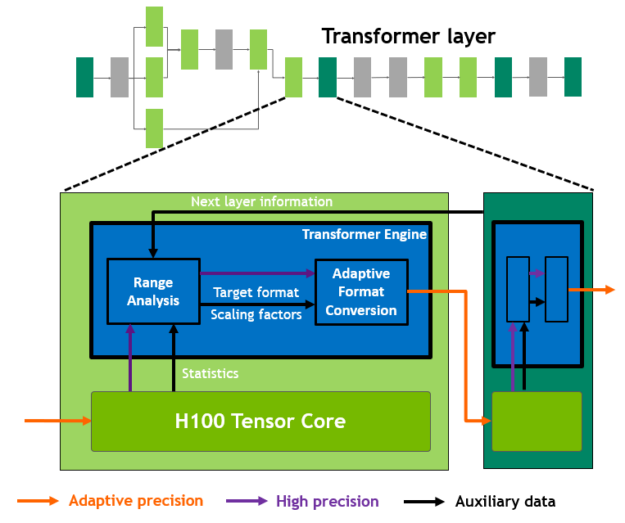 Transformer layer
Next layer information
Transformer Engine
Range
Analysis
Target format
Scaling factors
Adaptive
Format
Conversion
Statistics
H100 Tensor Core
Adaptive precision
High precision
Auxiliary data